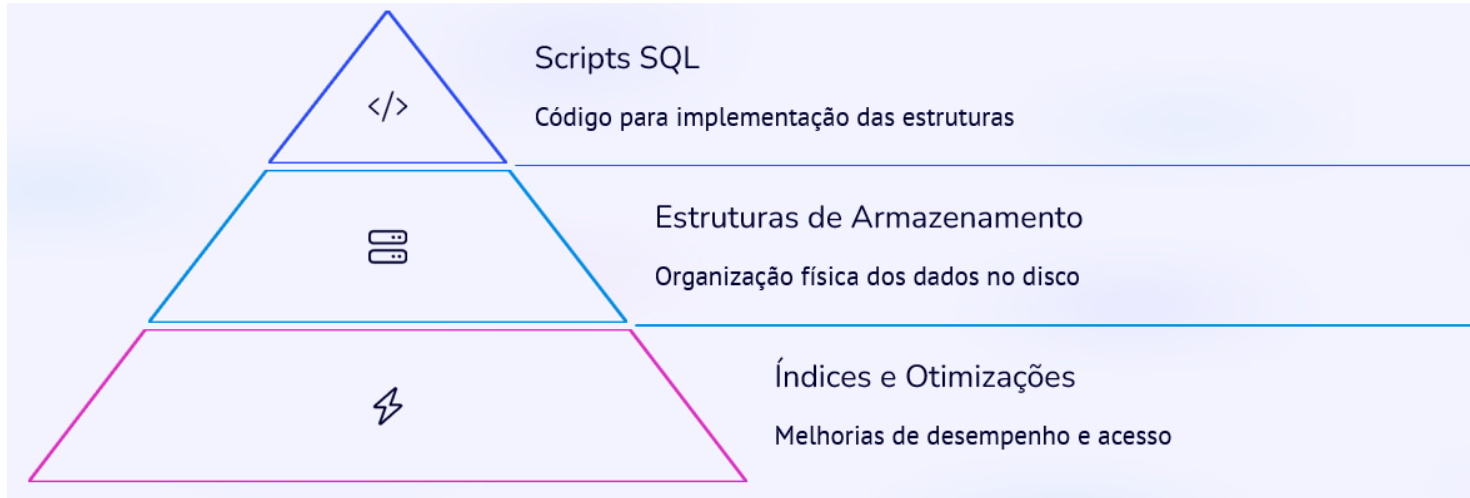 </>
Scripts SQL
Código para implementação das estruturas
Estruturas de Armazenamento
Organização física dos dados no disco
Índices e Otimizações
Melhorias de desempenho e acesso